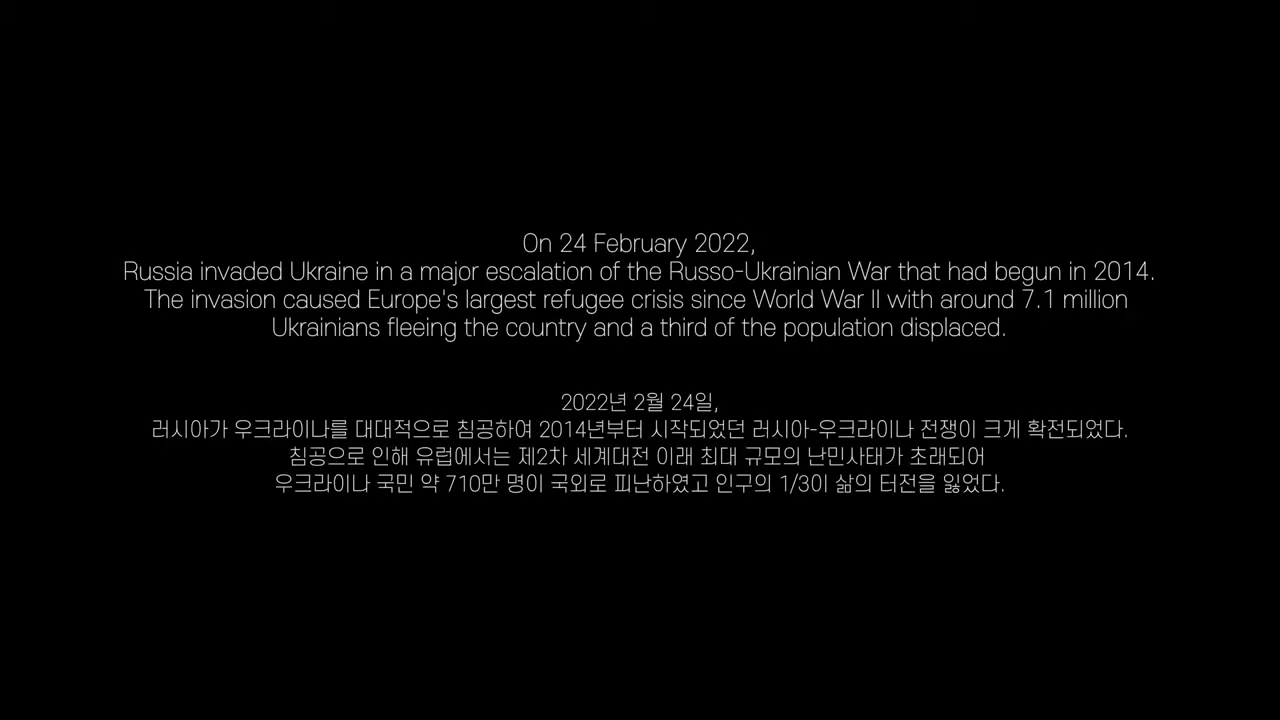 On 24 February 2022,
Russia invaded Ukraine in a major escalation of the Russo-Ukrainian War that had begun in 2014.
The invasion caused Europe's largest refugee crisis since World War II with around 7.1 million
Ukrainians fleeing the country and a third of the population displaced.
2022년 2월 24일,
러시아가 우크라이나를 대대적으로 침공하여 2014년부터 시작되었던 러시아-우크라이나 전쟁이 크게 확전되었다.
침공으로 인해 유럽에서는 제2차 세계대전 이래 최대 규모의 난민사태가 초래되어
우크라이나 국민 약 710만 명이 국외로 피난하였고 인구의 1/3이 삶의 터전을 잃었다.